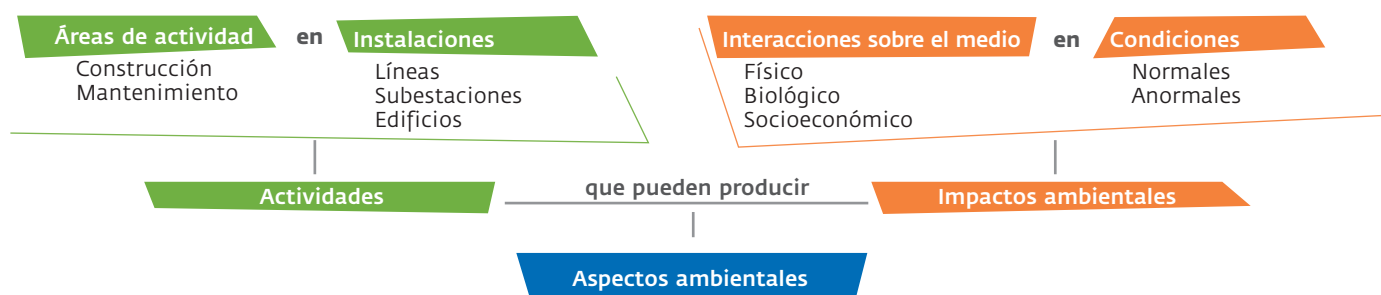 Áreas de actividad en Instalaciones
Construcción
Mantenimiento
Líneas
Subestaciones
Edificios
Interacciones sobre el medio en Condiciones
Físico
Biológico
Socioeconómico
Normales
Anormales
Actividades que pueden producir Impactos ambientales
Aspectos ambientales